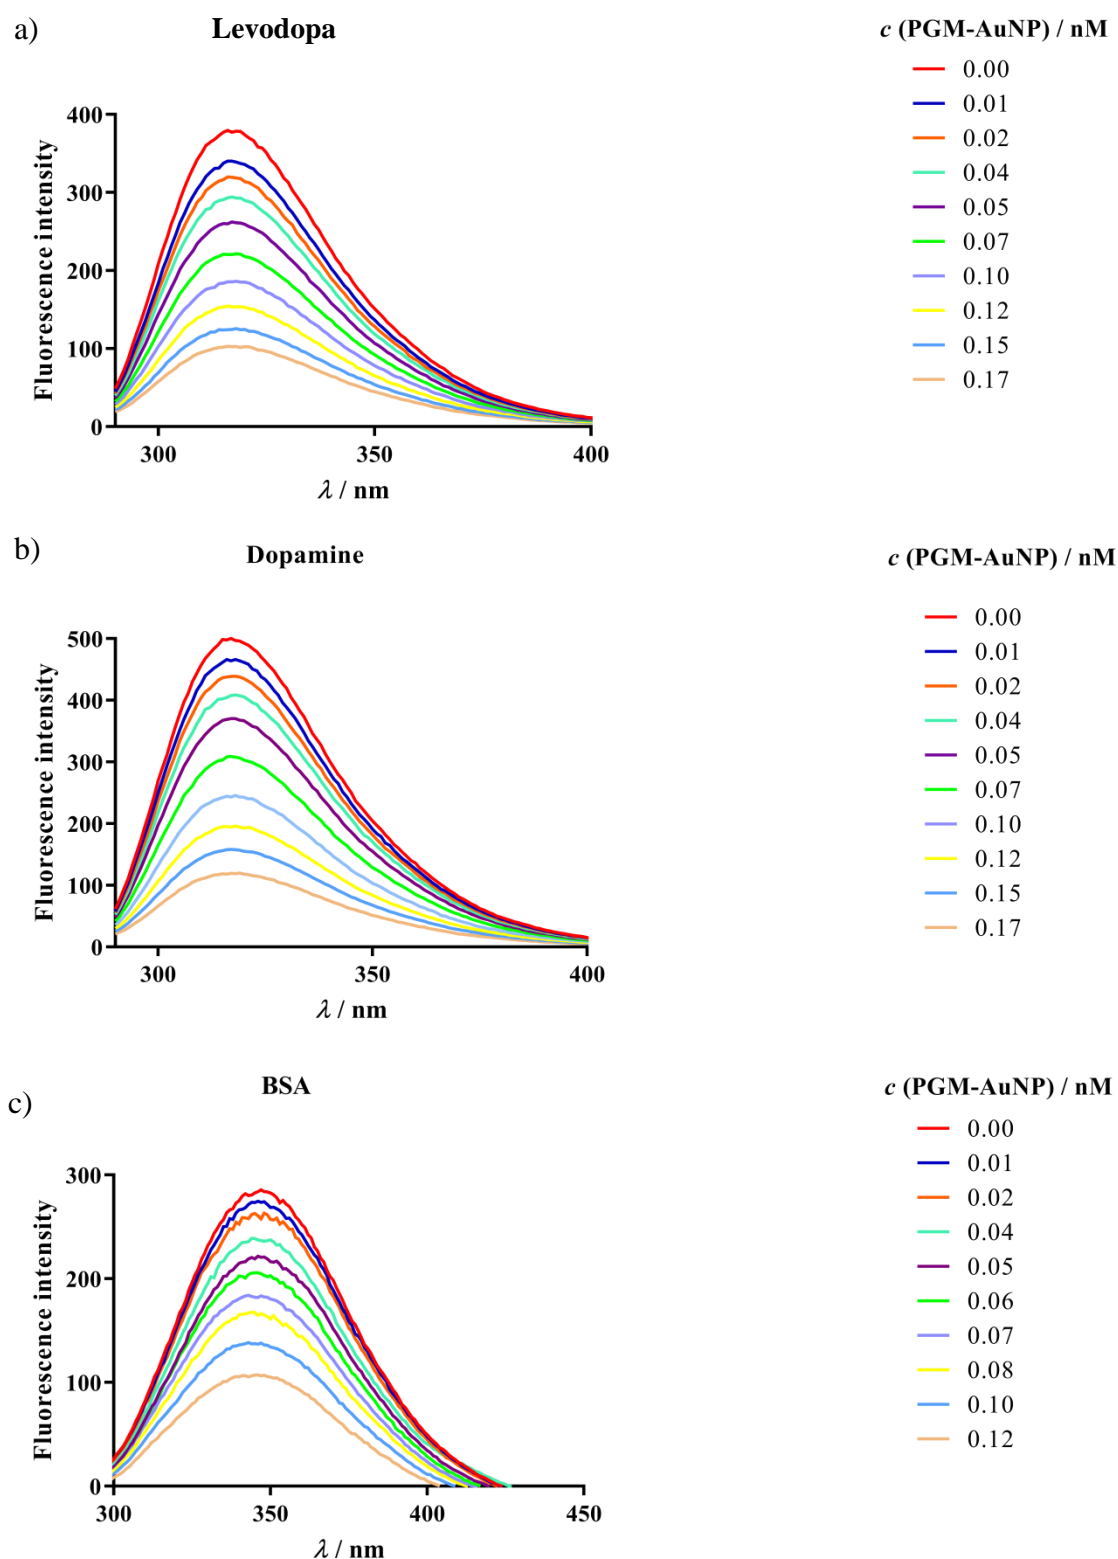 a)
Levodopa
c (PGM-AuNP) / nM
0.00
0.01
0.02
0.04
0.05
0.07
0.10
0.12
0.15
0.17
Fluorescence intensity
400
300
200
100
0
300 350 400
λ / nm
b)
Dopamine
c (PGM-AuNP) / nM
0.00
0.01
0.02
0.04
0.05
0.07
0.10
0.12
0.15
0.17
Fluorescence intensity
500
400
300
200
100
0
300 350 400
λ / nm
c)
BSA
c (PGM-AuNP) / nM
0.00
0.01
0.02
0.04
0.05
0.06
0.07
0.08
0.10
0.12
Fluorescence intensity
300
200
100
0
300 350 400 450
λ / nm